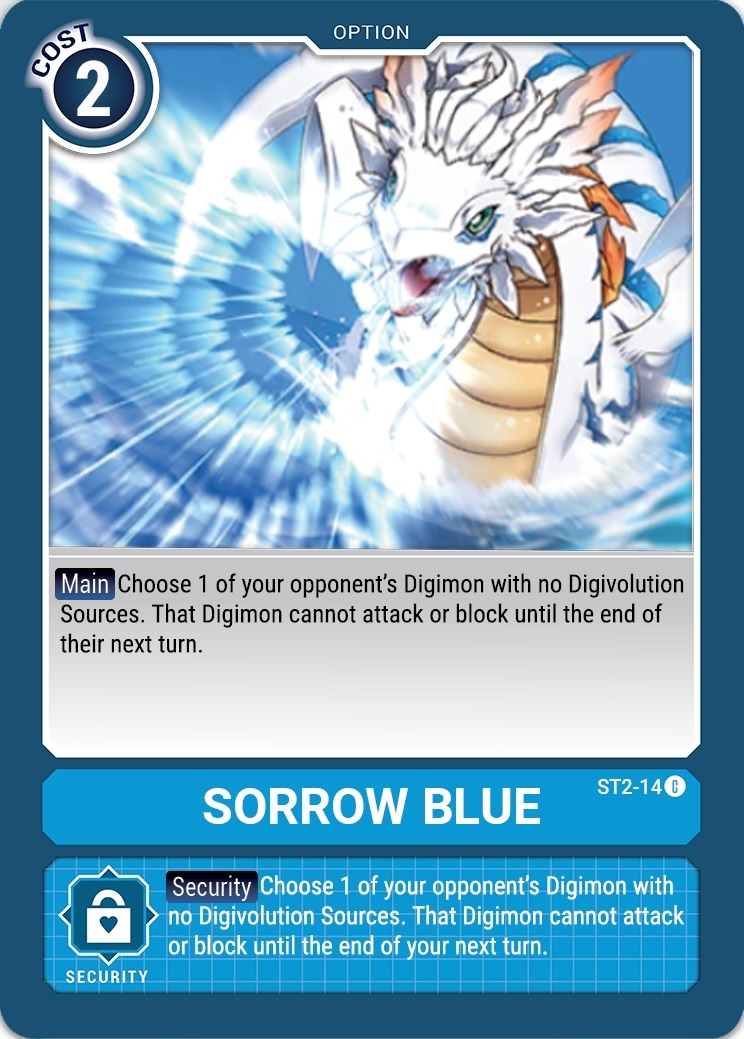 OPTION
COST
2
Main Choose 1 of your opponent's Digimon with no Digivolution
Sources. That Digimon cannot attack or block until the end of
their next turn.
ST2-14 C
SORROW BLUE
Security Choose 1 of your opponent's Digimon with
no Digivolution Sources. That Digimon cannot attack
or block until the end of your next turn.
SECURITY